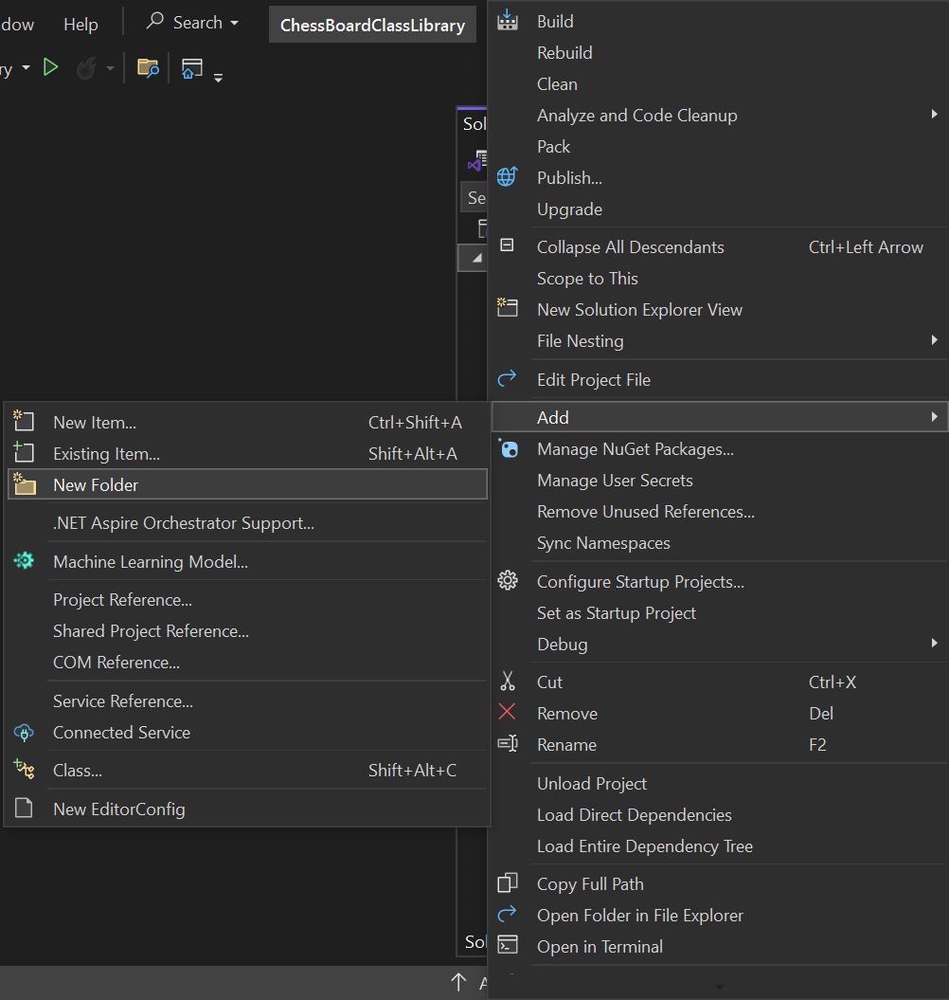 Help
Search
ChessBoardClassLibrary
Build
Rebuild
Clean
Analyze and Code Cleanup
Pack
Publish...
Upgrade
Collapse All Descendants Ctrl+Left Arrow
Scope to This
New Solution Explorer View
File Nesting
Edit Project File
Add
Manage NuGet Packages...
Manage User Secrets
Remove Unused References...
Sync Namespaces
Configure Startup Projects...
Set as Startup Project
Debug
Cut Ctrl+X
Remove Del
Rename F2
Unload Project
Load Direct Dependencies
Load Entire Dependency Tree
Copy Full Path
Open Folder in File Explorer
Open in Terminal
New Item... Ctrl+Shift+A
Existing Item... Shift+Alt+A
New Folder
.NET Aspire Orchestrator Support...
Machine Learning Model...
Project Reference...
Shared Project Reference...
COM Reference...
Service Reference...
Connected Service
Class... Shift+Alt+C
New EditorConfig